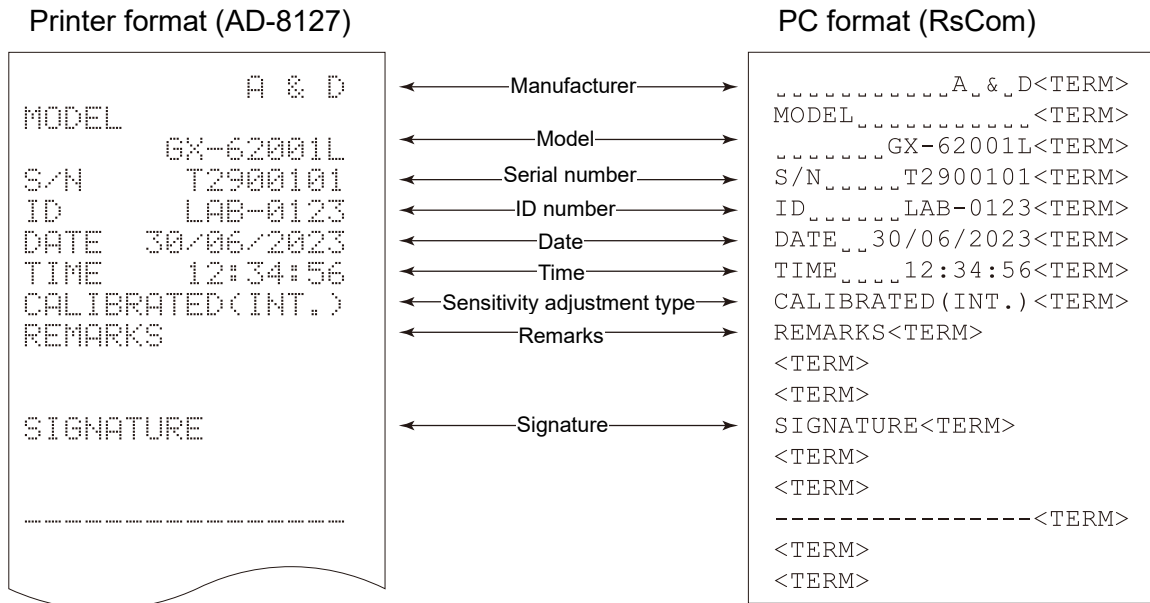 Printer format (AD-8127)
A & D
MODEL
GX-62001L
S/N T2900101
ID LAB-0123
DATE 30/06/2023
TIME 12:34:56
CALIBRATED(INT.)
REMARKS
SIGNATURE
----------------
Manufacturer
Model
Serial number
ID number
Date
Time
Sensitivity adjustment type
Remarks
Signature
PC format (RsCom)
␣␣␣␣␣␣␣␣␣␣␣A␣&␣D<TERM>
MODEL␣␣␣␣␣␣␣␣␣␣␣<TERM>
␣␣␣␣␣␣␣GX-62001L<TERM>
S/N␣␣␣␣␣T2900101<TERM>
ID␣␣␣␣␣␣LAB-0123<TERM>
DATE␣␣30/06/2023<TERM>
TIME␣␣␣␣12:34:56<TERM>
CALIBRATED(INT.)<TERM>
REMARKS<TERM>
<TERM>
<TERM>
SIGNATURE<TERM>
<TERM>
<TERM>
----------------<TERM>
<TERM>
<TERM>